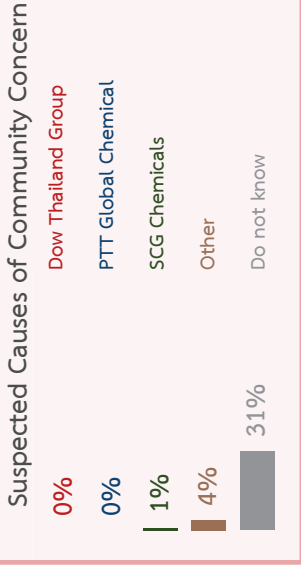 Suspected Causes of Community Concern
0% Dow Thailand Group
0% PTT Global Chemical
1% SCG Chemicals
4% Other
31% Do not know